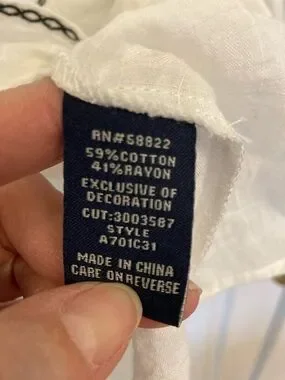 RN#58822
59%COTTON
41%RAYON
EXCLUSIVE OF
DECORATION
CUT:3003587
STYLE
A701C31
MADE IN CHINA
CARE ON REVERSE